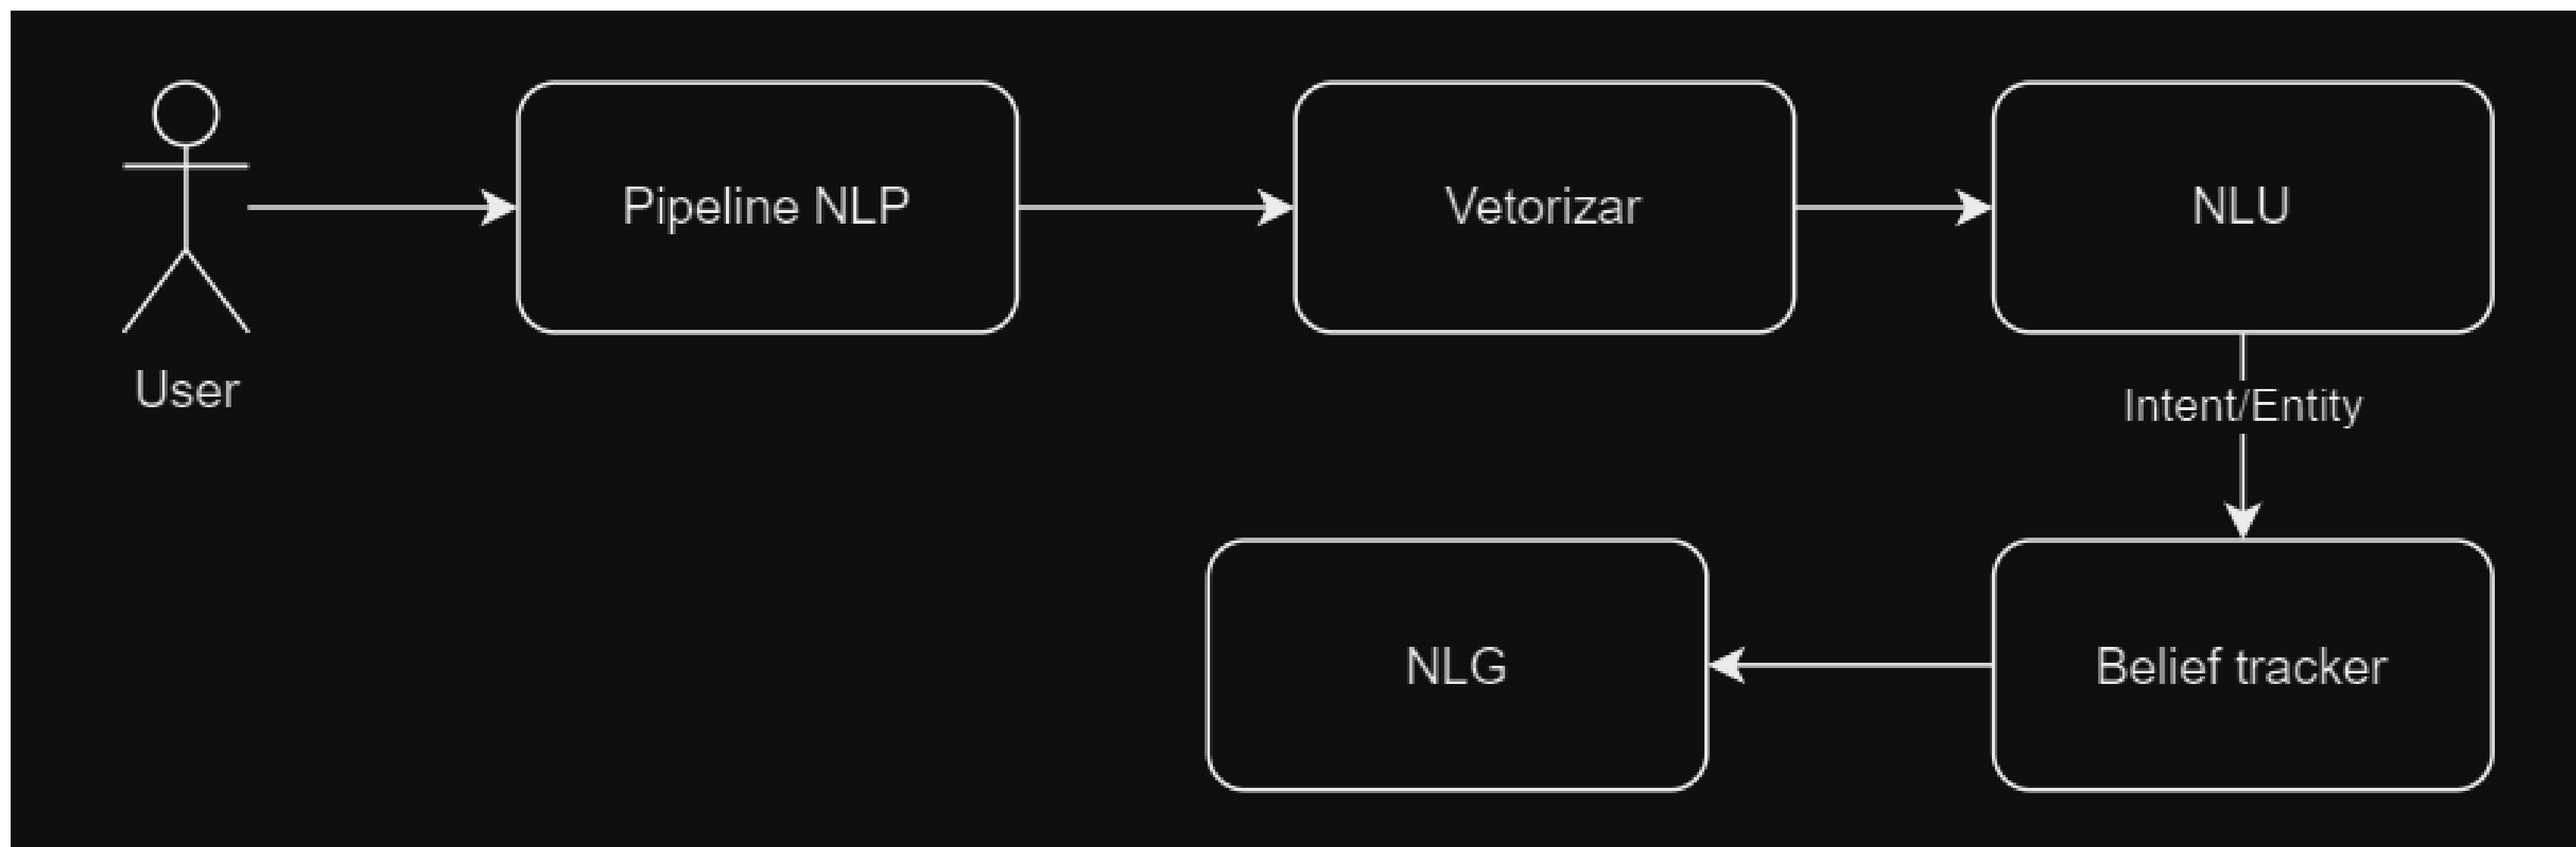 Pipeline NLP
Vetorizar
NLU
User
Intent/Entity
NLG
Belief tracker